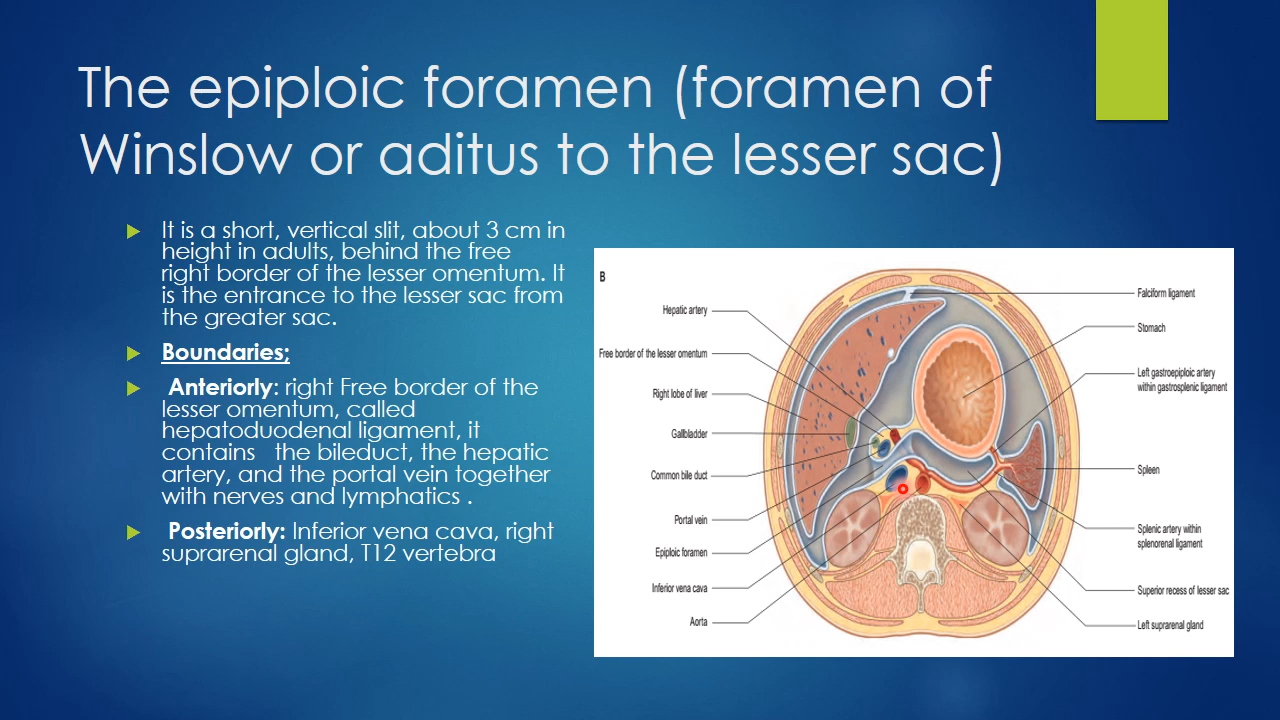 The epiploic foramen (foramen of
Winslow or aditus to the lesser sac)
It is a short, vertical slit, about 3 cm in
height in adults, behind the free
right border of the lesser omentum. It
is the entrance to the lesser sac from
the greater sac.
Boundaries;
Anteriorly: right Free border of the
lesser omentum, called
hepatoduodenal ligament, it
contains the bileduct, the hepatic
artery, and the portal vein together
with nerves and lymphatics .
Posteriorly: Inferior vena cava, right
suprarenal gland, T12 vertebra
B
Hepatic artery
Free border of the lesser omentum
Right lobe of liver
Gallbladder
Common bile duct
Portal vein
Epiploic foramen
Inferior vena cava
Aorta
Falciform ligament
Stomach
Left gastroepiploic artery
within gastrosplenic ligament
Spleen
Splenic artery within
splenorenal ligament
Superior recess of lesser sac
Left suprarenal gland